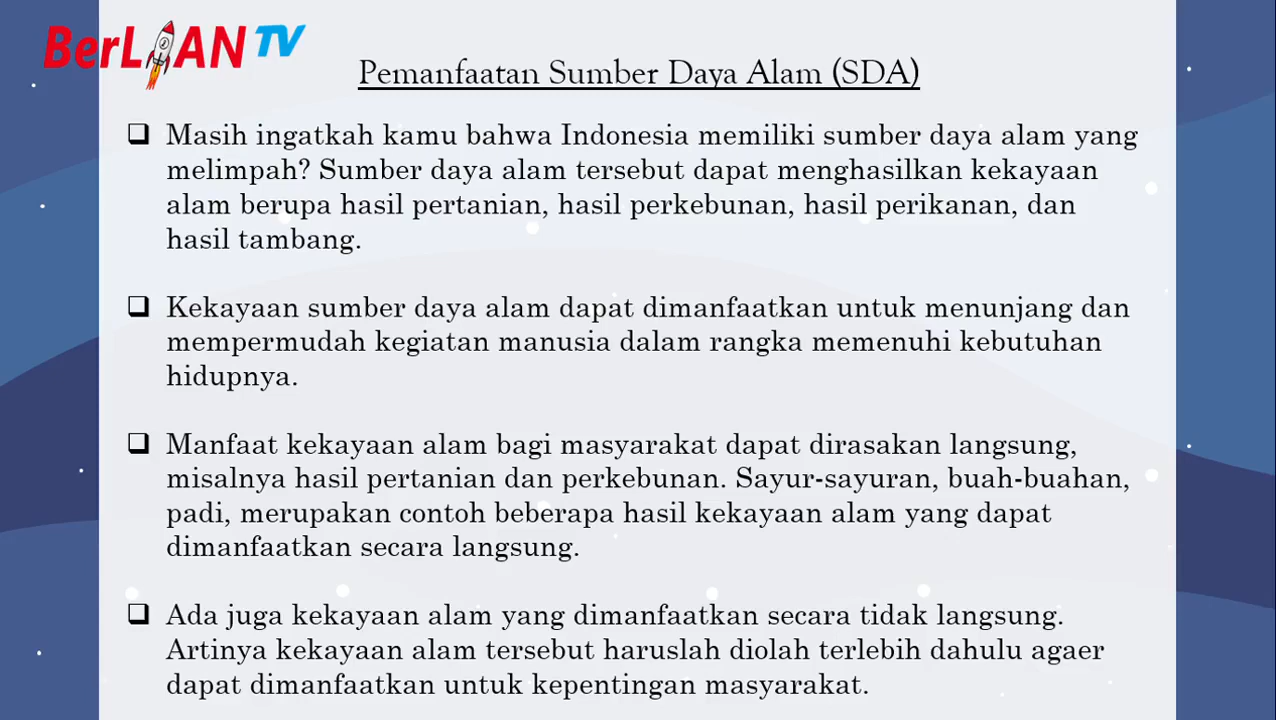 BerLIAN TV
Pemanfaatan Sumber Daya Alam (SDA)
❑ Masih ingatkah kamu bahwa Indonesia memiliki sumber daya alam yang
melimpah? Sumber daya alam tersebut dapat menghasilkan kekayaan
alam berupa hasil pertanian, hasil perkebunan, hasil perikanan, dan
hasil tambang.
❑ Kekayaan sumber daya alam dapat dimanfaatkan untuk menunjang dan
mempermudah kegiatan manusia dalam rangka memenuhi kebutuhan
hidupnya.
❑ Manfaat kekayaan alam bagi masyarakat dapat dirasakan langsung,
misalnya hasil pertanian dan perkebunan. Sayur-sayuran, buah-buahan,
padi, merupakan contoh beberapa hasil kekayaan alam yang dapat
dimanfaatkan secara langsung.
❑ Ada juga kekayaan alam yang dimanfaatkan secara tidak langsung.
Artinya kekayaan alam tersebut haruslah diolah terlebih dahulu agaer
dapat dimanfaatkan untuk kepentingan masyarakat.